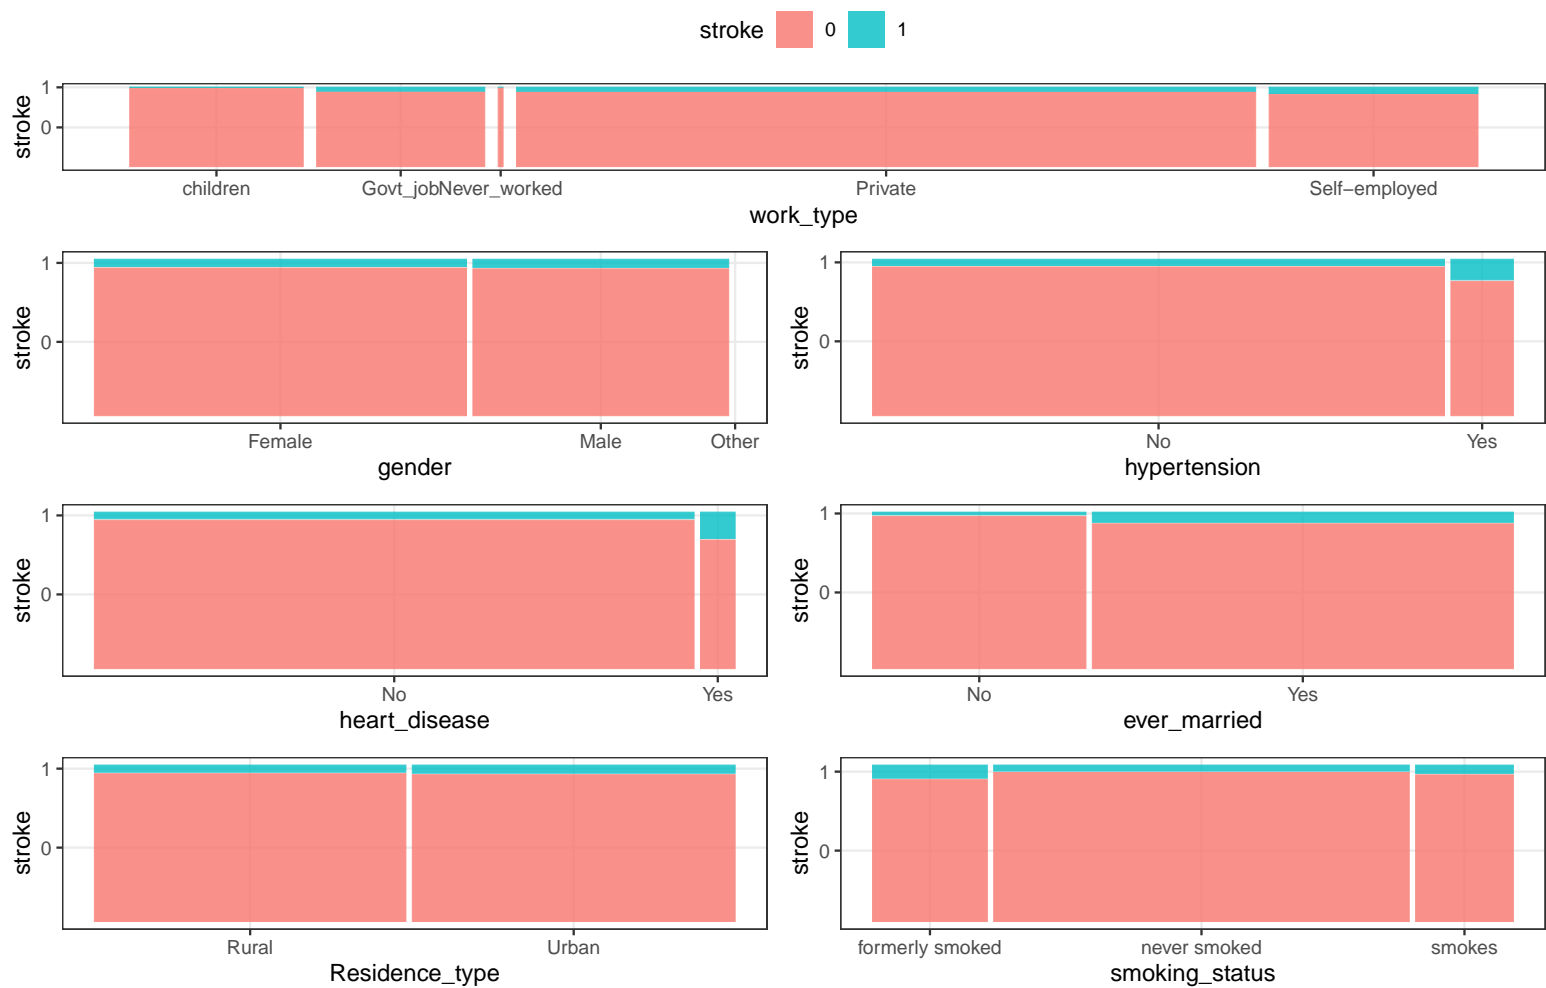 stroke 0 1
stroke
1
0
children Govt_job Never_worked Private Self−employed
work_type
stroke
1
0
Female Male Other
gender
stroke
1
0
No Yes
hypertension
stroke
1
0
No Yes
heart_disease
stroke
1
0
No Yes
ever_married
stroke
1
0
Rural Urban
Residence_type
stroke
1
0
formerly smoked never smoked smokes
smoking_status